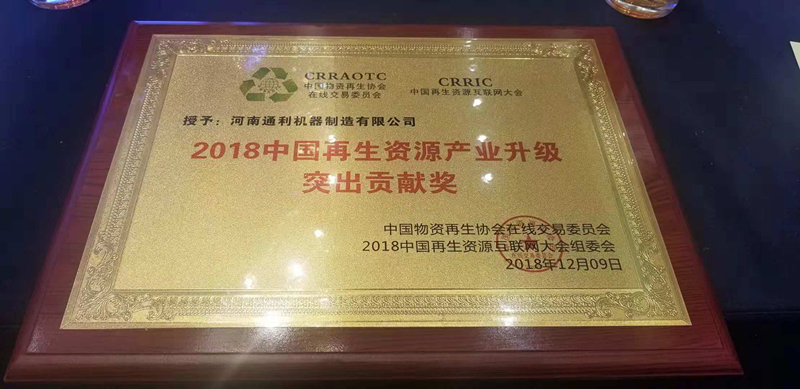 CRRAOTC
中国物资再生协会
在线交易委员会
CRRIC
中国再生资源互联网大会
授予：河南通利机器制造有限公司
2018中国再生资源产业升级
突出贡献奖
中国物资再生协会在线交易委员会
2018中国再生资源互联网大会组委会
2018年12月09日